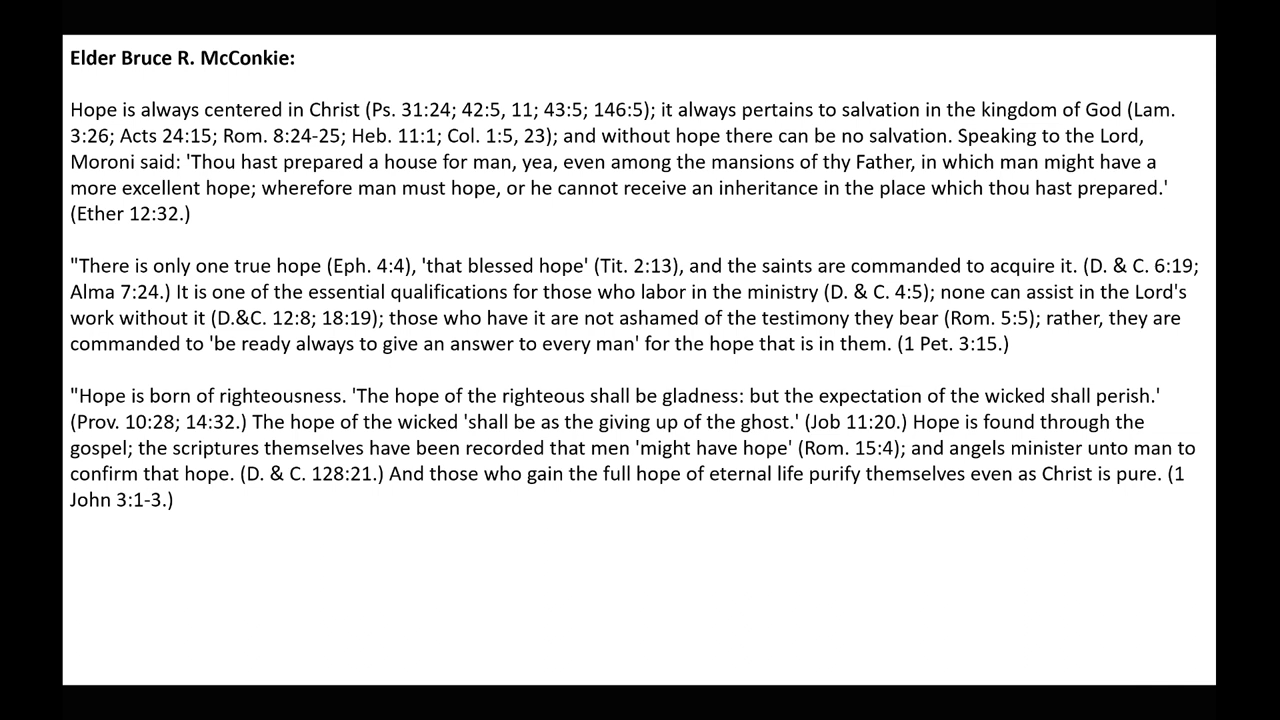 Elder Bruce R. McConkie:
Hope is always centered in Christ (Ps. 31:24; 42:5, 11; 43:5; 146:5); it always pertains to salvation in the kingdom of God (Lam.
3:26; Acts 24:15; Rom. 8:24-25; Heb. 11:1; Col. 1:5, 23); and without hope there can be no salvation. Speaking to the Lord,
Moroni said: 'Thou hast prepared a house for man, yea, even among the mansions of thy Father, in which man might have a
more excellent hope; wherefore man must hope, or he cannot receive an inheritance in the place which thou hast prepared.'
(Ether 12:32.)
"There is only one true hope (Eph. 4:4), 'that blessed hope' (Tit. 2:13), and the saints are commanded to acquire it. (D. & C. 6:19;
Alma 7:24.) It is one of the essential qualifications for those who labor in the ministry (D. & C. 4:5); none can assist in the Lord's
work without it (D.&C. 12:8; 18:19); those who have it are not ashamed of the testimony they bear (Rom. 5:5); rather, they are
commanded to 'be ready always to give an answer to every man' for the hope that is in them. (1 Pet. 3:15.)
"Hope is born of righteousness. 'The hope of the righteous shall be gladness: but the expectation of the wicked shall perish.'
(Prov. 10:28; 14:32.) The hope of the wicked 'shall be as the giving up of the ghost.' (Job 11:20.) Hope is found through the
gospel; the scriptures themselves have been recorded that men 'might have hope' (Rom. 15:4); and angels minister unto man to
confirm that hope. (D. & C. 128:21.) And those who gain the full hope of eternal life purify themselves even as Christ is pure. (1
John 3:1-3.)